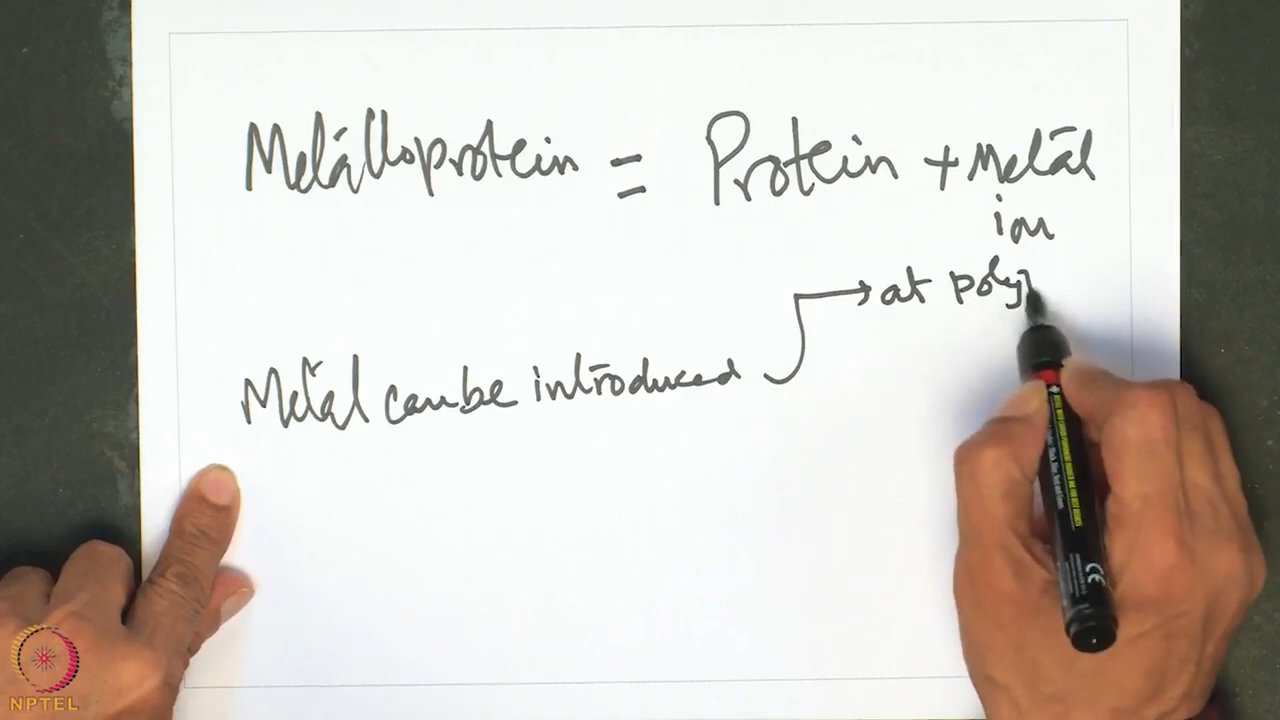 Metalloprotein = Protein + Metal
ion
at poly
Metal can be introduced
NPTEL